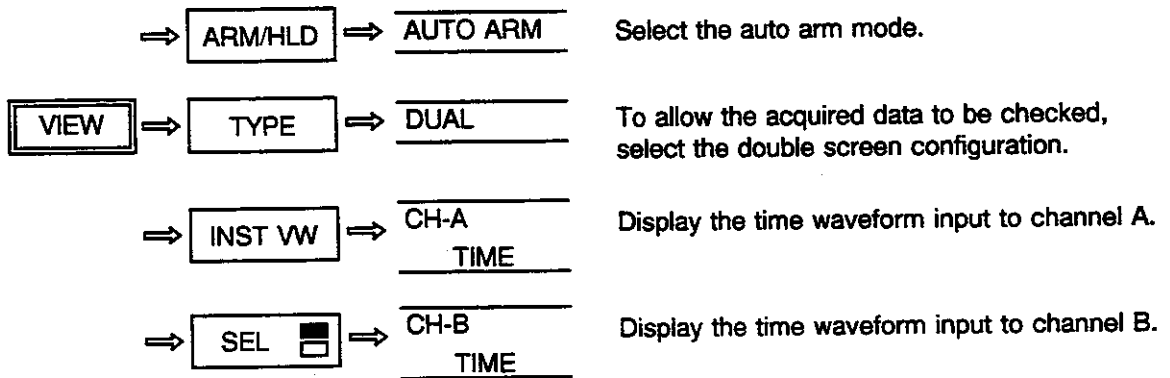 ARM/HLD AUTO ARM Select the auto arm mode.
VIEW TYPE DUAL To allow the acquired data to be checked,
select the double screen configuration.
INST VW CH-A Display the time waveform input to channel A.
TIME
SEL CH-B Display the time waveform input to channel B.
TIME